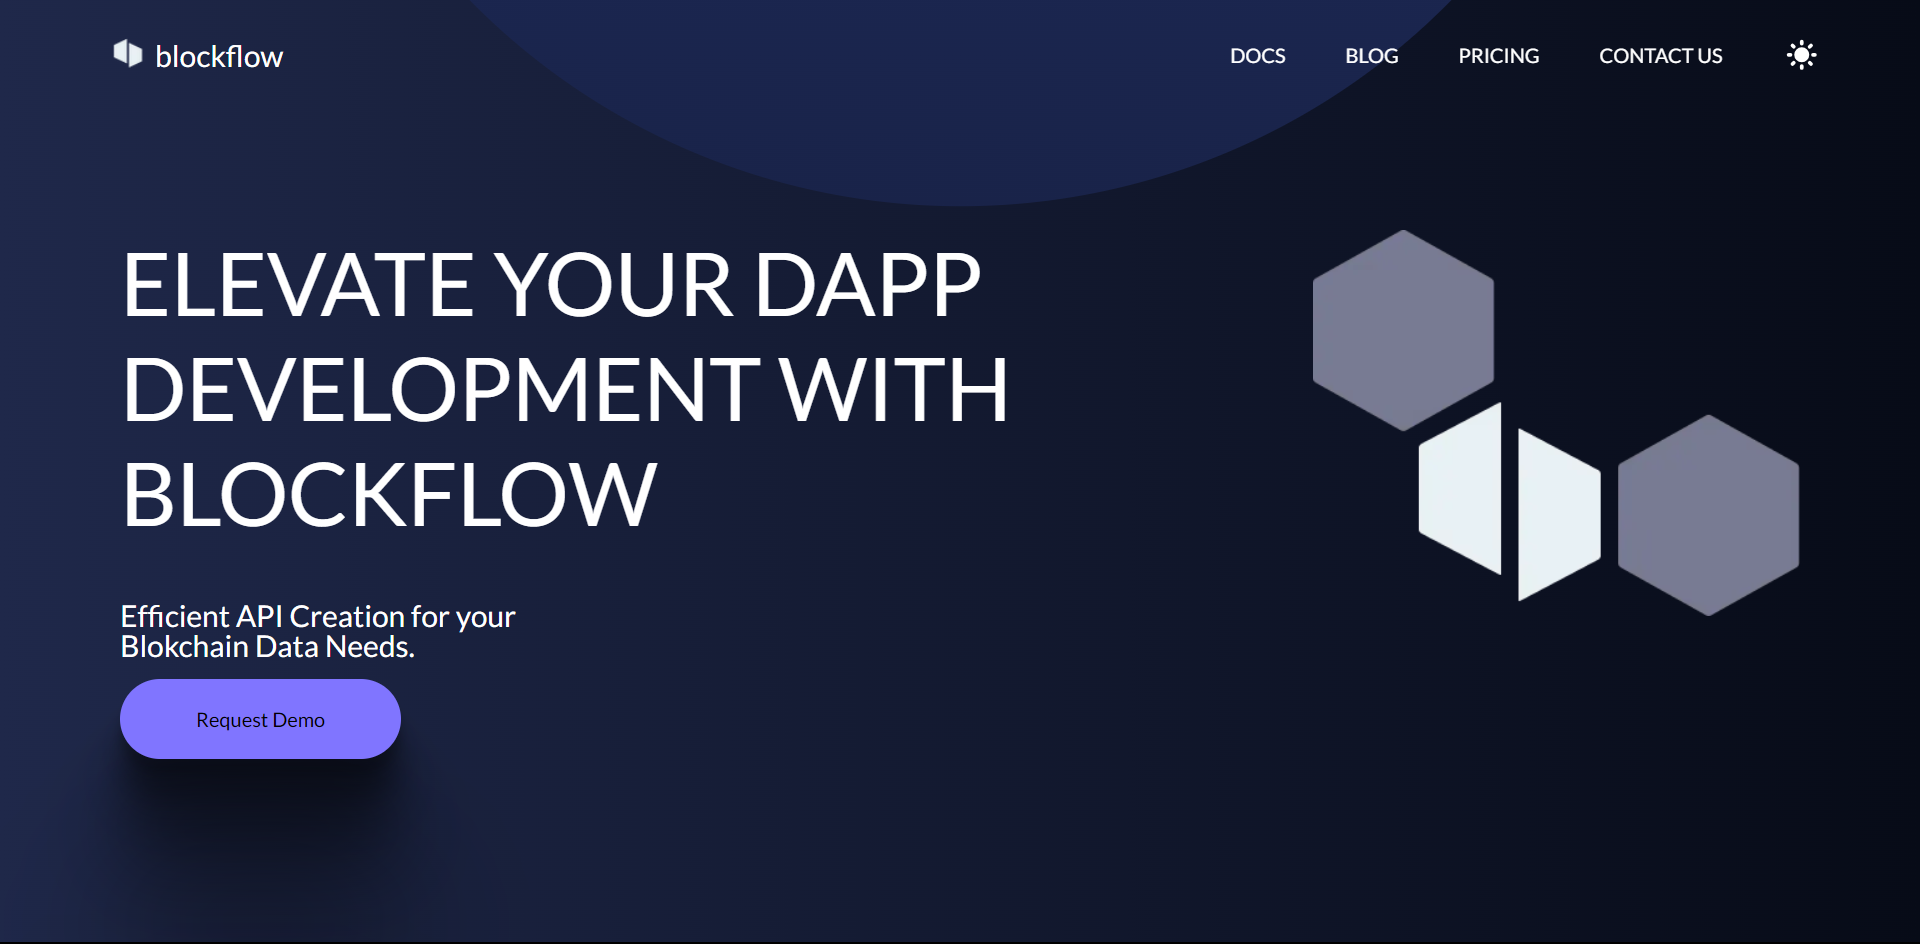 blockflow
DOCS
BLOG
PRICING
CONTACT US
ELEVATE YOUR DAPP
DEVELOPMENT WITH
BLOCKFLOW
Efficient API Creation for your
Blokchain Data Needs.
Request Demo